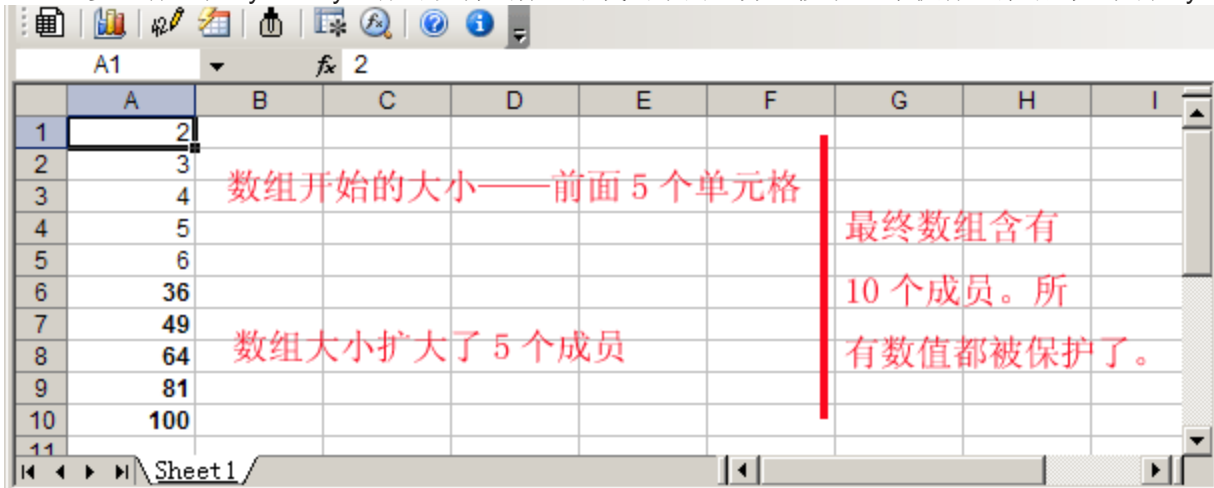 A1 fx 2
A B C D E F G H I
1 2
2 3
3 4
4 5
5 6
6 36
7 49
8 64
9 81
10 100
11
数组开始的大小——前面 5 个单元格
数组大小扩大了 5 个成员
最终数组含有
10 个成员。所
有数值都被保护了。
Sheet1